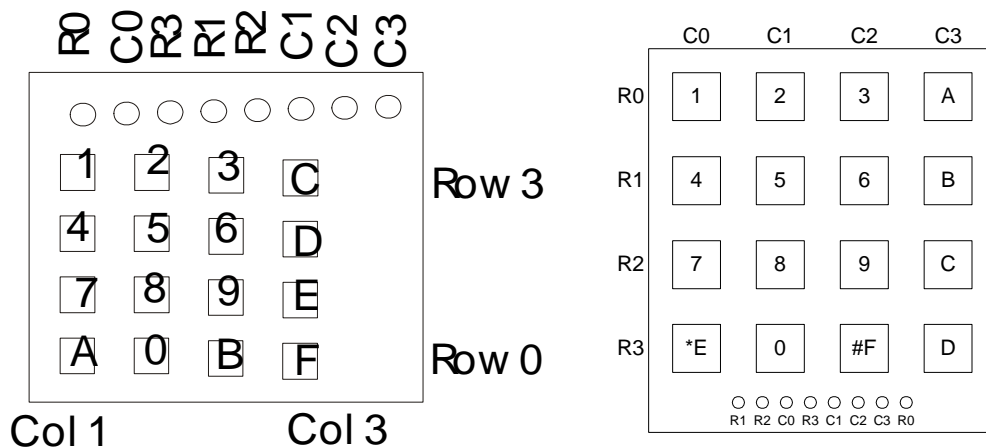 R0 C0 R3 R1 R2 C1 C2 C3
1 2 3 C
Row 3
4 5 6 D
7 8 9 E
A 0 B F
Row 0
Col 1 Col 3
C0 C1 C2 C3
R0 1 2 3 A
R1 4 5 6 B
R2 7 8 9 C
R3 *E 0 #F D
R1 R2 C0 R3 C1 C2 C3 R0